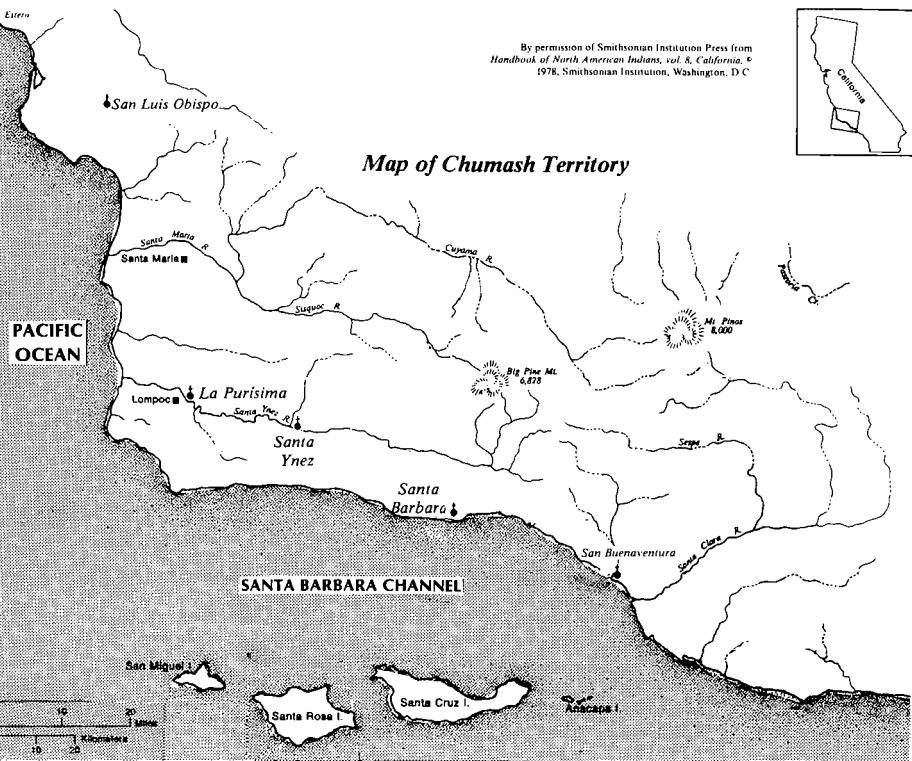 Estero
By permission of Smithsonian Institution Press from
Handbook of North American Indians, vol. 8, California, ©
1978, Smithsonian Institution, Washington, D C
California
San Luis Obispo
Map of Chumash Territory
Santa Maria R
Santa Maria
Cuyama R.
Pastoria Cr
Sisquoc R
Mt Pinos
8,000
PACIFIC
OCEAN
Big Pine Mt.
6,828
La Purísima
Lompoc
Santa Ynez R
Santa
Ynez
Sespe R.
Santa
Barbara
Santa Clara R
San Buenaventura
SANTA BARBARA CHANNEL
San Miguel I.
Santa Rosa I.
Santa Cruz I.
Anacapa I.
10 20
Miles
10 20 Kilometers